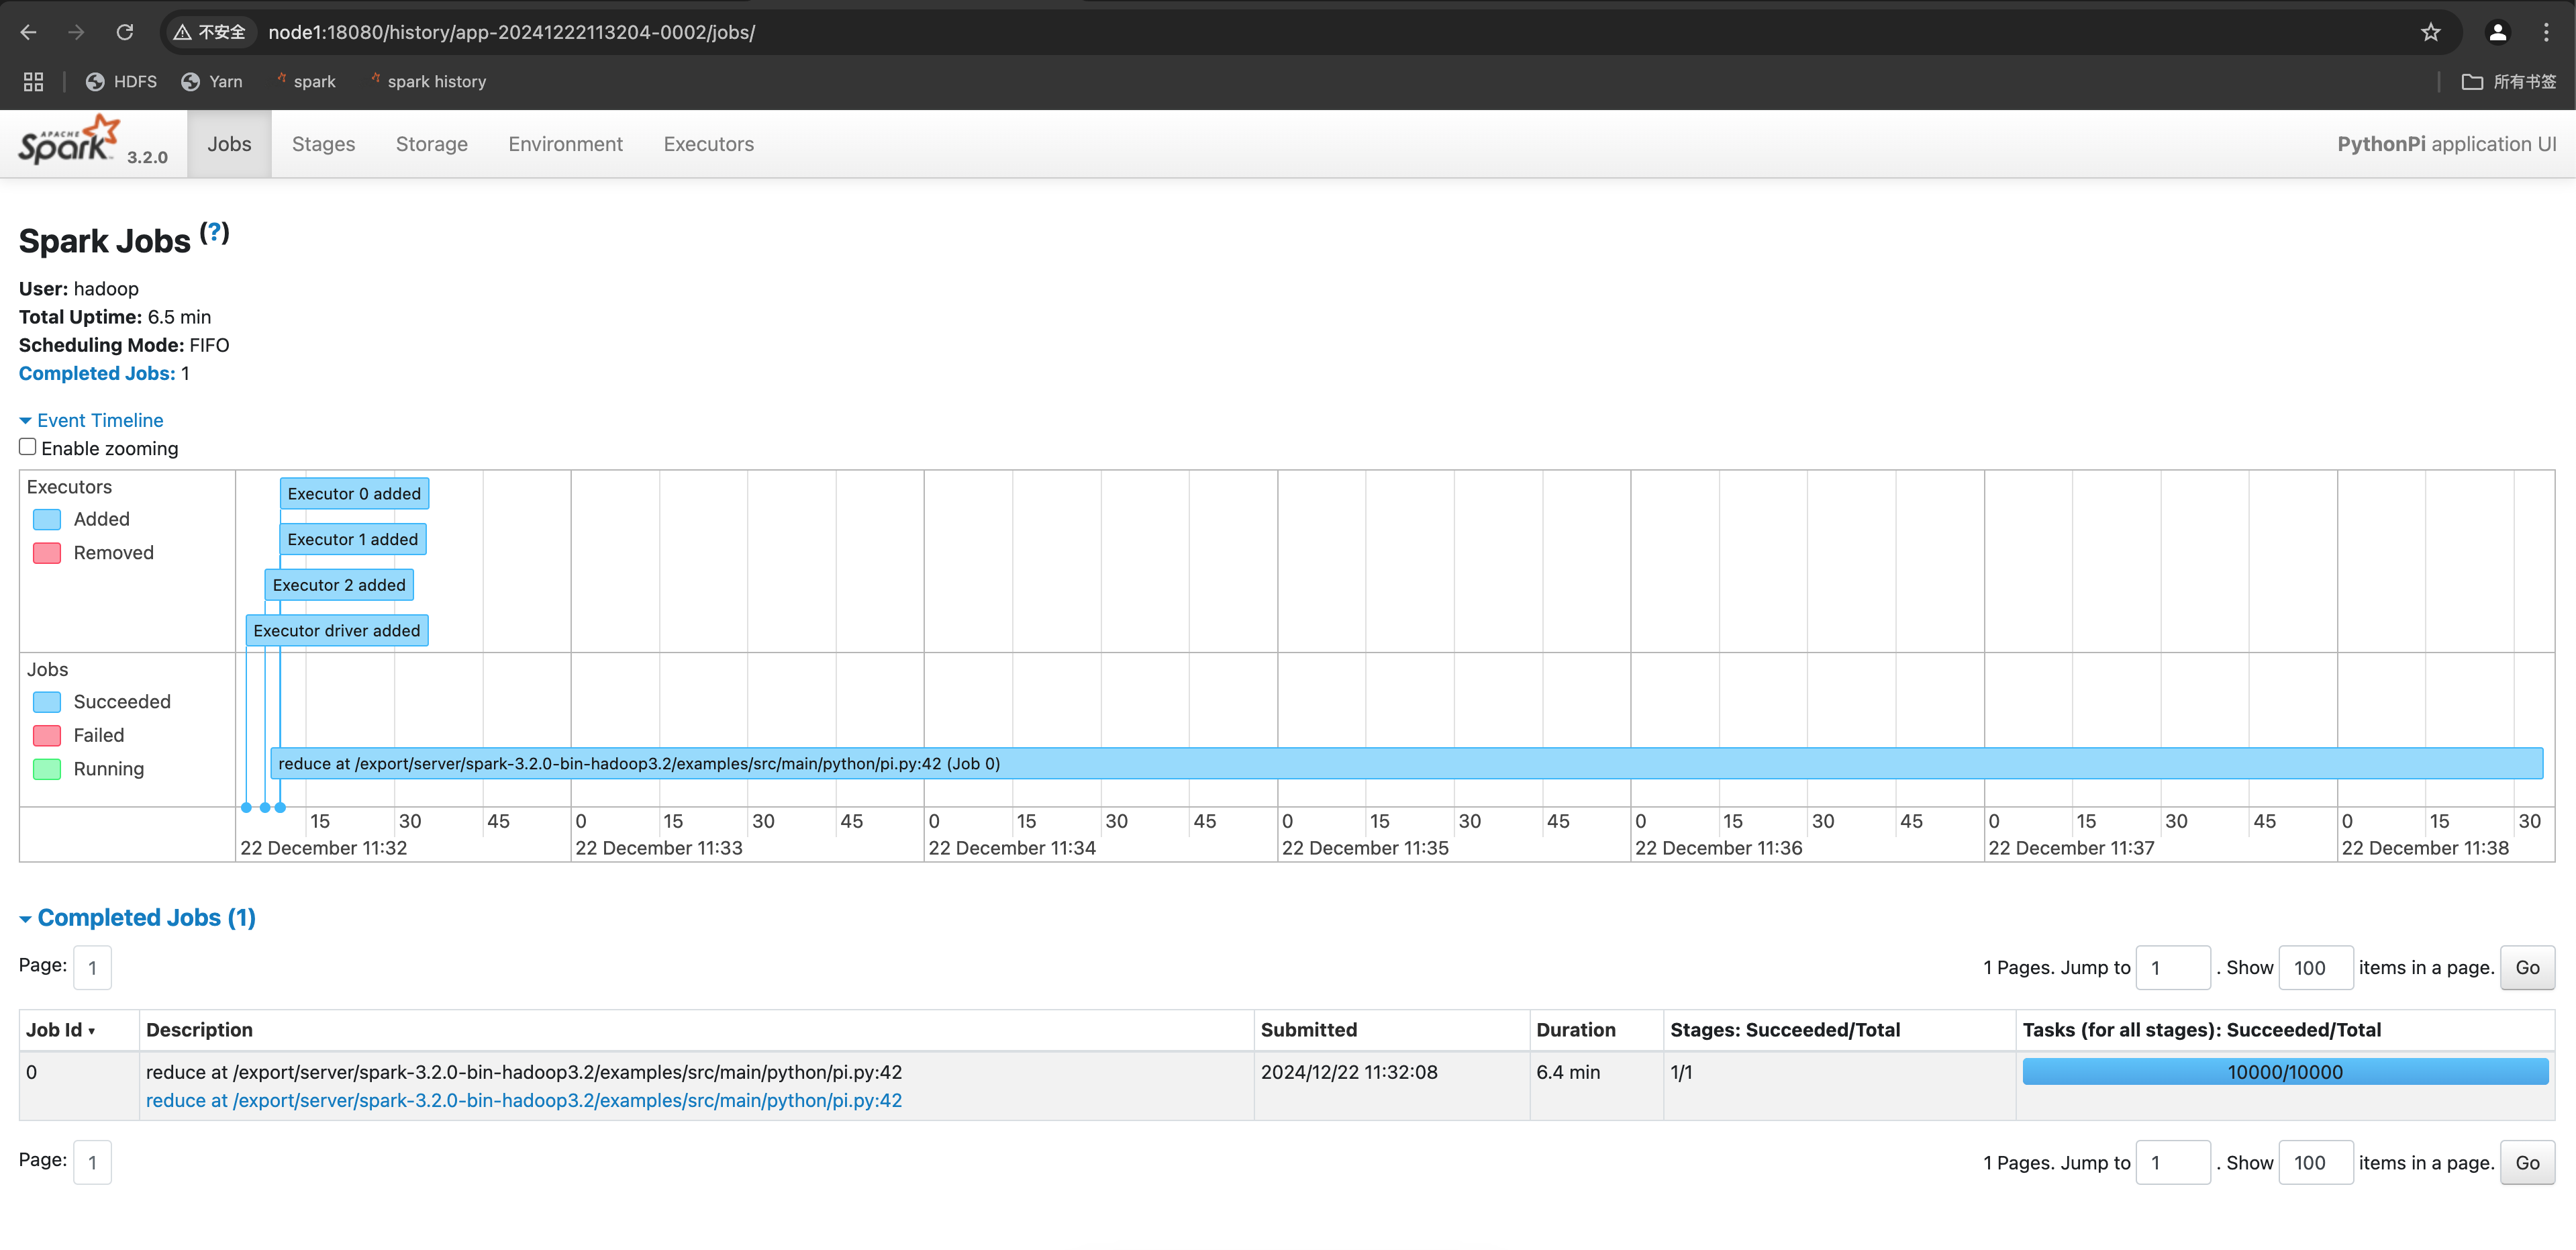 不安全 node1:18080/history/app-20241222113204-0002/jobs/
HDFS Yarn spark spark history 所有书签
APACHE Spark 3.2.0 Jobs Stages Storage Environment Executors PythonPi application UI
Spark Jobs (?)
User: hadoop
Total Uptime: 6.5 min
Scheduling Mode: FIFO
Completed Jobs: 1
Event Timeline
Enable zooming
Executors
Added
Removed
Executor 0 added
Executor 1 added
Executor 2 added
Executor driver added
Jobs
Succeeded
Failed
Running
reduce at /export/server/spark-3.2.0-bin-hadoop3.2/examples/src/main/python/pi.py:42 (Job 0)
15 30 45 0 15 30 45 0 15 30 45 0 15 30 45 0 15 30 45 0 15 30 45 0 15 30
22 December 11:32 22 December 11:33 22 December 11:34 22 December 11:35 22 December 11:36 22 December 11:37 22 December 11:38
Completed Jobs (1)
Page: 1 1 Pages. Jump to 1 . Show 100 items in a page. Go
Job Id ▾ Description Submitted Duration Stages: Succeeded/Total Tasks (for all stages): Succeeded/Total
0 reduce at /export/server/spark-3.2.0-bin-hadoop3.2/examples/src/main/python/pi.py:42 2024/12/22 11:32:08 6.4 min 1/1 10000/10000
reduce at /export/server/spark-3.2.0-bin-hadoop3.2/examples/src/main/python/pi.py:42
Page: 1 1 Pages. Jump to 1 . Show 100 items in a page. Go